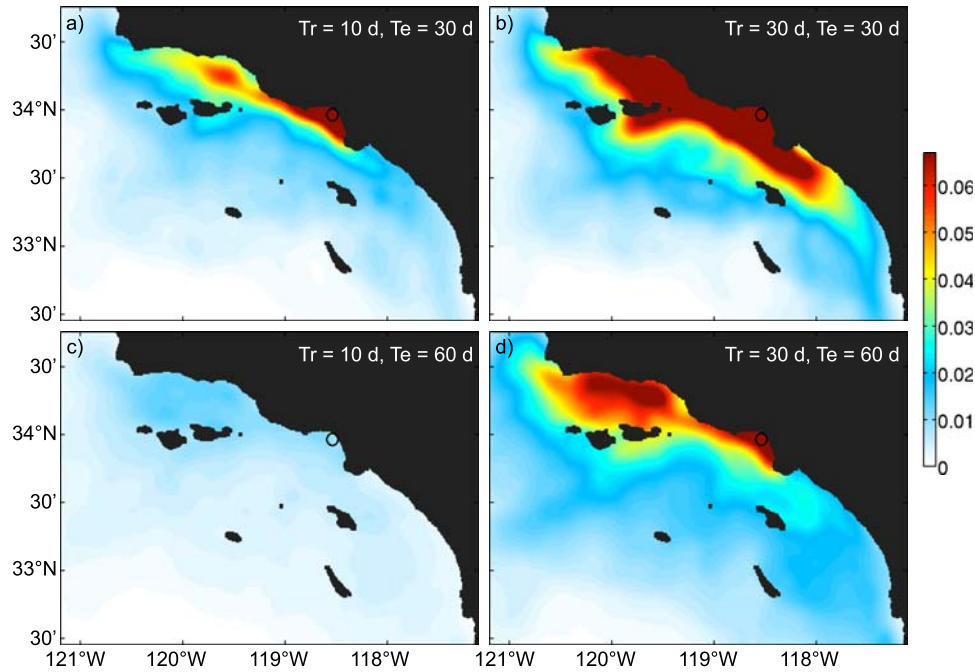 a) Tr = 10 d, Te = 30 d
b) Tr = 30 d, Te = 30 d
30'
34°N
30'
33°N
30'
c) Tr = 10 d, Te = 60 d
d) Tr = 30 d, Te = 60 d
30'
34°N
30'
33°N
30'
121°W 120°W 119°W 118°W
121°W 120°W 119°W 118°W
0.06
0.05
0.04
0.03
0.02
0.01
0